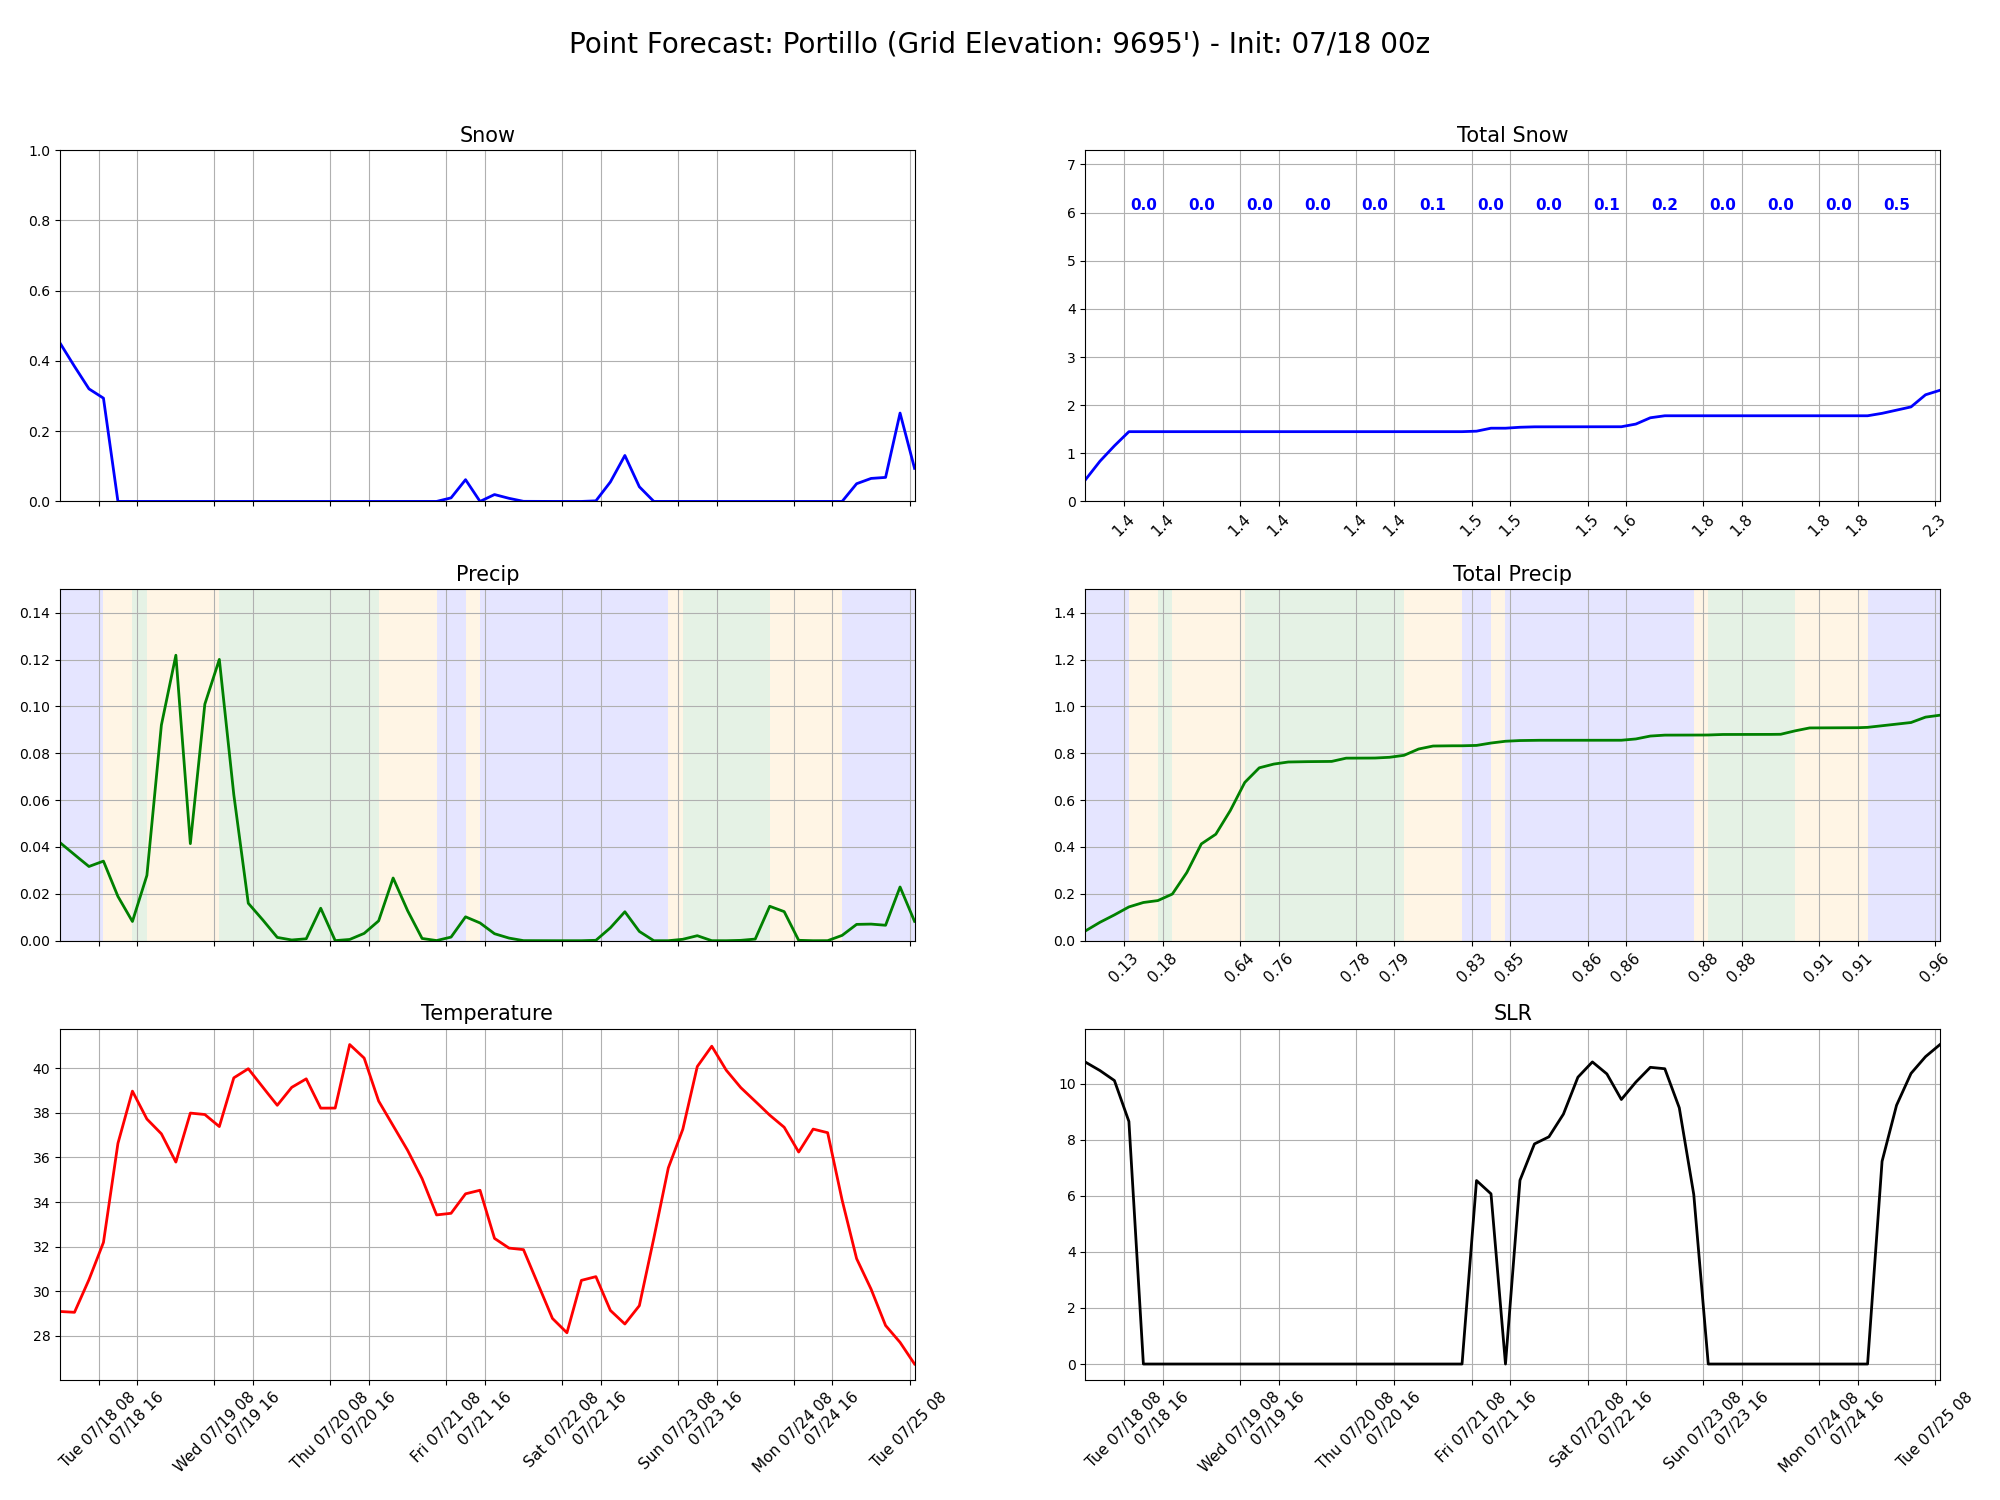 Point Forecast: Portillo (Grid Elevation: 9695') - Init: 07/18 00z
Snow
1.0
0.8
0.6
0.4
0.2
0.0
Total Snow
7
6
5
4
3
2
1
0
0.0 0.0 0.0 0.0 0.0 0.1 0.0 0.0 0.1 0.2 0.0 0.0 0.0 0.5
1.4 1.4 1.4 1.4 1.4 1.4 1.5 1.5 1.5 1.6 1.8 1.8 1.8 1.8 2.3
Precip
0.14
0.12
0.10
0.08
0.06
0.04
0.02
0.00
Total Precip
1.4
1.2
1.0
0.8
0.6
0.4
0.2
0.0
0.13 0.18 0.64 0.76 0.78 0.79 0.83 0.85 0.86 0.86 0.88 0.88 0.91 0.91 0.96
Temperature
40
38
36
34
32
30
28
Tue 07/18 08
07/18 16
Wed 07/19 08
07/19 16
Thu 07/20 08
07/20 16
Fri 07/21 08
07/21 16
Sat 07/22 08
07/22 16
Sun 07/23 08
07/23 16
Mon 07/24 08
07/24 16
Tue 07/25 08
SLR
10
8
6
4
2
0
Tue 07/18 08
07/18 16
Wed 07/19 08
07/19 16
Thu 07/20 08
07/20 16
Fri 07/21 08
07/21 16
Sat 07/22 08
07/22 16
Sun 07/23 08
07/23 16
Mon 07/24 08
07/24 16
Tue 07/25 08